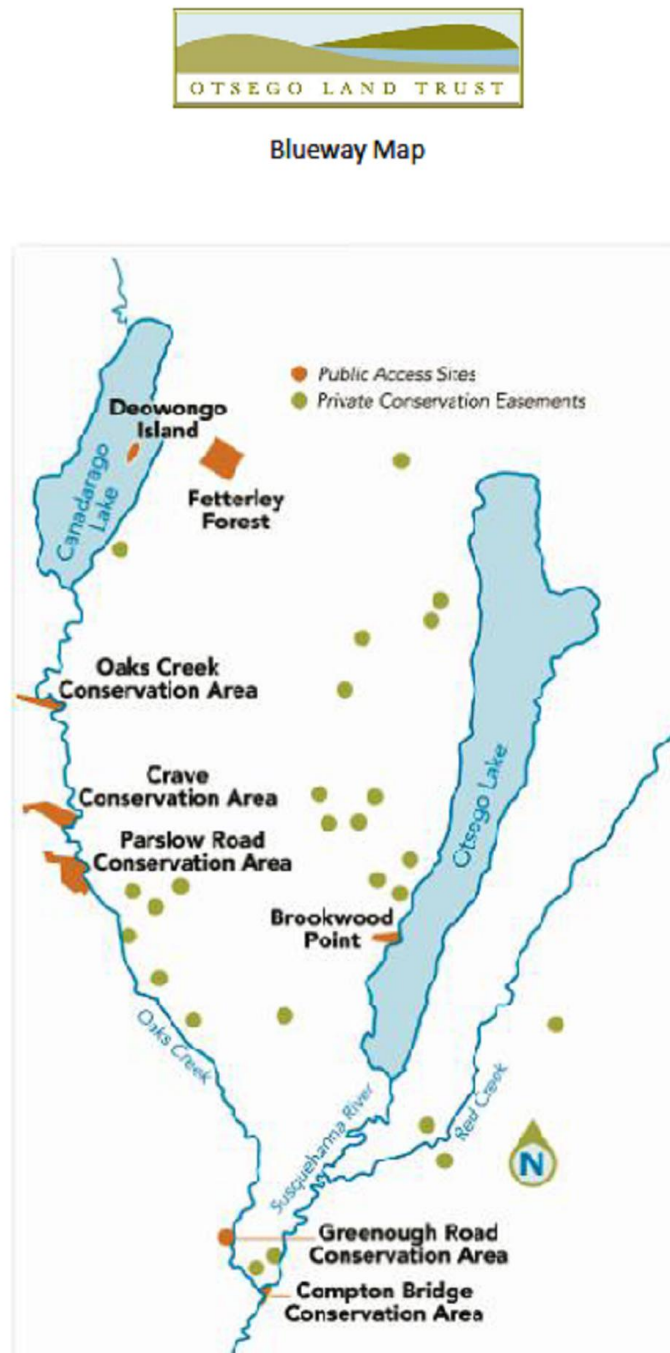 OTSEGO LAND TRUST
Blueway Map
Public Access Sites
Private Conservation Easements
Deowongo
Island
Canadarago
Lake
Fetterley
Forest
Oaks Creek
Conservation Area
Crave
Conservation Area
Parslow Road
Conservation Area
Otsego Lake
Brookwood
Point
Oaks Creek
Susquehanna River
Red Creek
N
Greenough Road
Conservation Area
Compton Bridge
Conservation Area